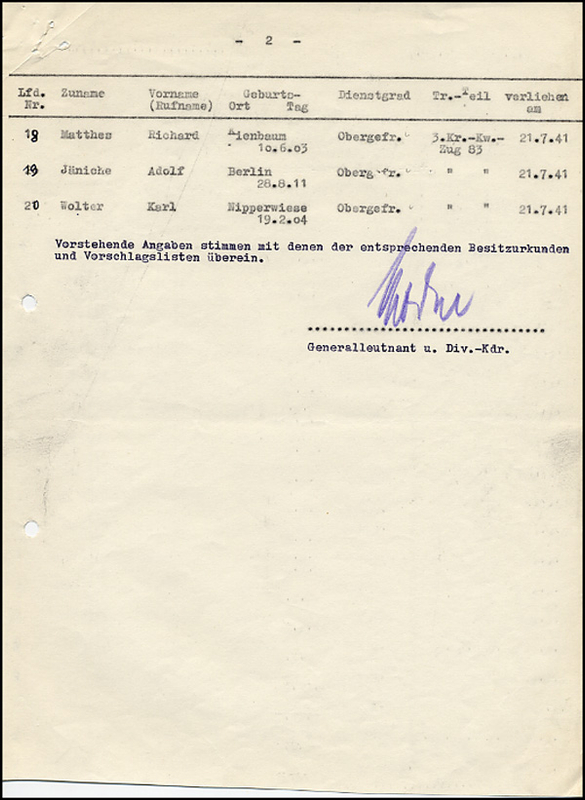 - 2 -
Lfd. Zuname Vorname Geburts- Dienstgrad Tr.-Teil verliehen
Nr. (Rufname) Ort Tag am
18 Matthes Richard Lienbaum Obergefr. 3.Kr.-Kw.- 21.7.41
10.6.03 Zug 83
19 Jäniche Adolf Berlin Obergefr. " " 21.7.41
28.8.11
20 Wolter Karl Nipperwiese Obergefr. " " 21.7.41
19.2.04
Vorstehende Angaben stimmen mit denen der entsprechenden Besitzurkunden
und Vorschlagslisten überein.
Generalleutnant u. Div.-Kdr.